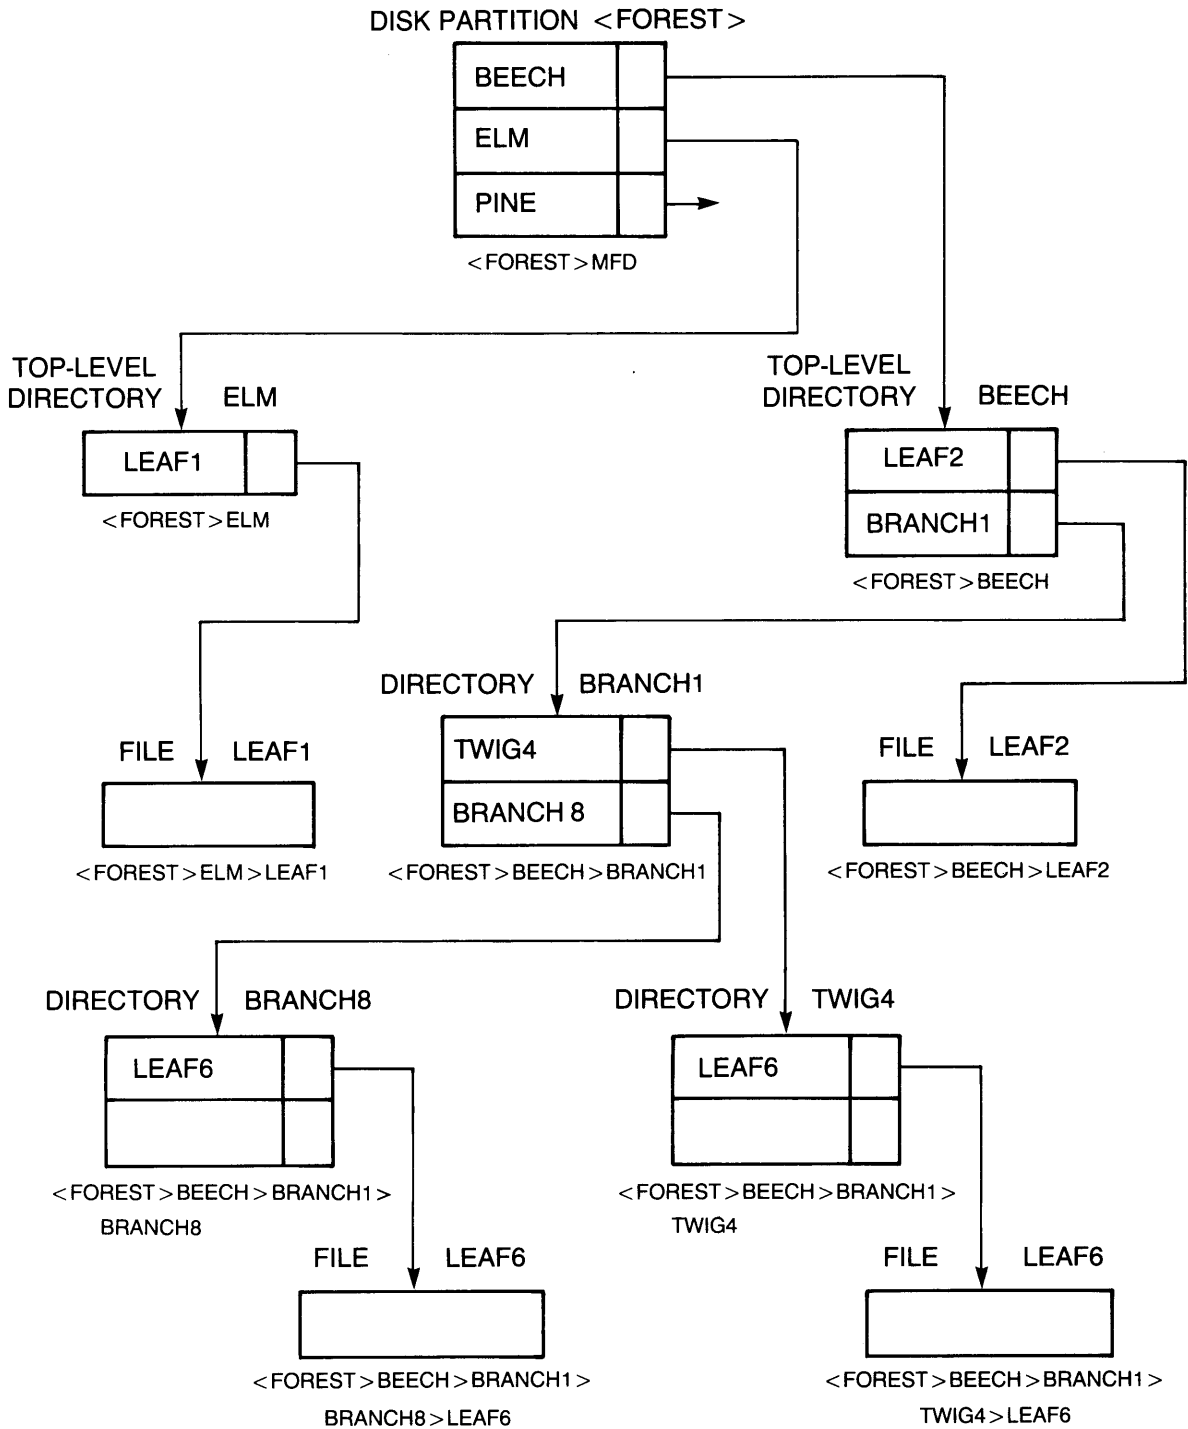 DISK PARTITION <FOREST>
BEECH
ELM
PINE
<FOREST>MFD
TOP-LEVEL
DIRECTORY ELM
LEAF1
<FOREST>ELM
TOP-LEVEL
DIRECTORY BEECH
LEAF2
BRANCH1
<FOREST>BEECH
DIRECTORY BRANCH1
TWIG4
BRANCH 8
<FOREST>BEECH>BRANCH1
FILE LEAF1
<FOREST>ELM>LEAF1
FILE LEAF2
<FOREST>BEECH>LEAF2
DIRECTORY BRANCH8
LEAF6
<FOREST>BEECH>BRANCH1>
BRANCH8
DIRECTORY TWIG4
LEAF6
<FOREST>BEECH>BRANCH1>
TWIG4
FILE LEAF6
<FOREST>BEECH>BRANCH1>
BRANCH8>LEAF6
FILE LEAF6
<FOREST>BEECH>BRANCH1>
TWIG4>LEAF6